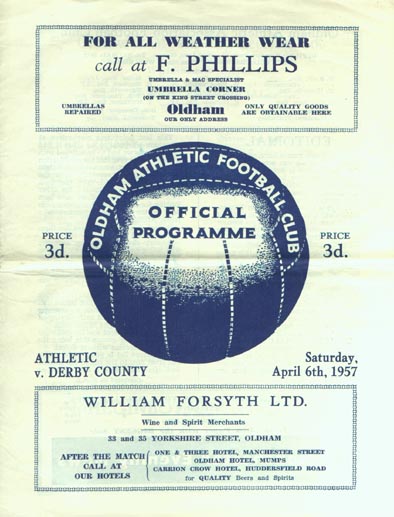 FOR ALL WEATHER WEAR
call at F. PHILLIPS
UMBRELLA & MAC SPECIALIST
UMBRELLA CORNER
(ON THE KING STREET CROSSING)
UMBRELLAS
REPAIRED
Oldham
OUR ONLY ADDRESS
ONLY QUALITY GOODS
ARE OBTAINABLE HERE
OLDHAM ATHLETIC FOOTBALL CLUB
OFFICIAL
PROGRAMME
PRICE
3d.
PRICE
3d.
ATHLETIC
v. DERBY COUNTY
Saturday,
April 6th, 1957
WILLIAM FORSYTH LTD.
Wine and Spirit Merchants
33 and 35 YORKSHIRE STREET, OLDHAM
AFTER THE MATCH
CALL AT
OUR HOTELS
ONE & THREE HOTEL, MANCHESTER STREET
OLDHAM HOTEL, MUMPS
CARRION CROW HOTEL, HUDDERSFIELD ROAD
for QUALITY Beers and Spirits